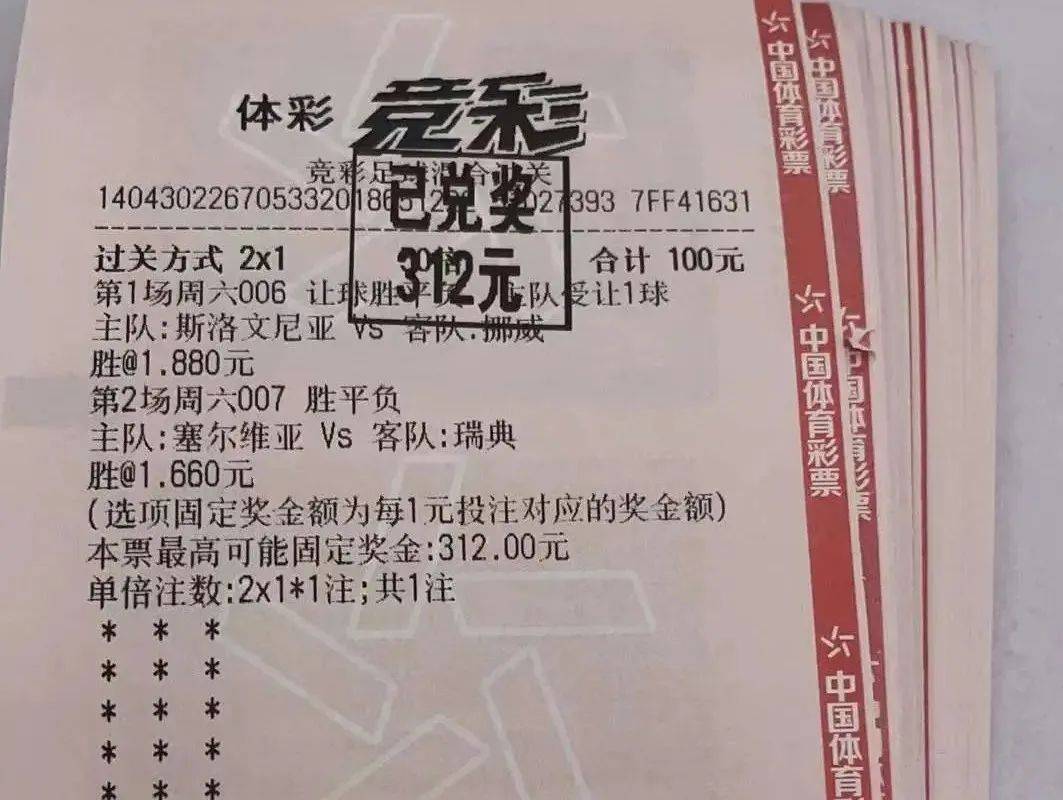 体彩 竞彩
竞彩足球混合过关
已兑奖
14043022670533201865 027393 7FF41631
过关方式 2x1 合计 100元
312元
第1场周六006 让球胜平负 主队受让1球
主队:斯洛文尼亚 Vs 客队:挪威
胜@1.880元
第2场周六007 胜平负
主队:塞尔维亚 Vs 客队:瑞典
胜@1.660元
(选项固定奖金额为每1元投注对应的奖金额)
本票最高可能固定奖金:312.00元
单倍注数:2x1*1注;共1注
* * *
* * *
* * *
* * *
* * *
中国体育彩票
中国体育彩票
中国体育彩票
中国体育彩票
中国体育